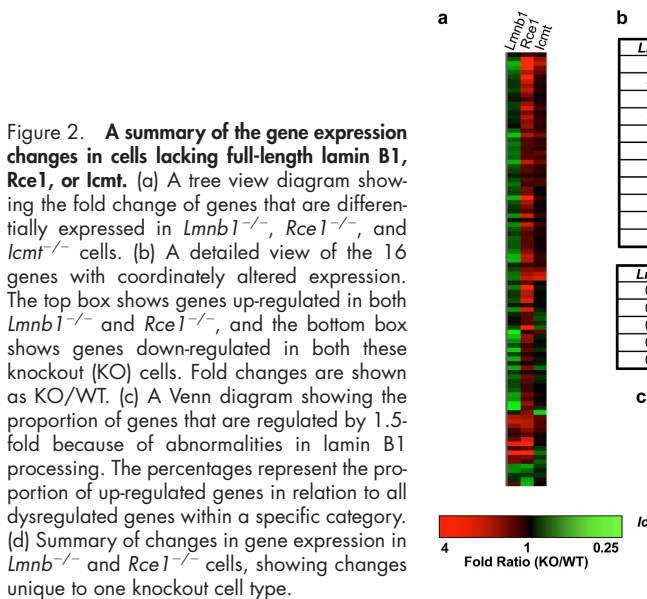 Figure 2. A summary of the gene expression
changes in cells lacking full-length lamin B1,
Rce1, or Icmt. (a) A tree view diagram show-
ing the fold change of genes that are differen-
tially expressed in Lmnb1−/−, Rce1−/−, and
Icmt−/− cells. (b) A detailed view of the 16
genes with coordinately altered expression.
The top box shows genes up-regulated in both
Lmnb1−/− and Rce1−/−, and the bottom box
shows genes down-regulated in both these
knockout (KO) cells. Fold changes are shown
as KO/WT. (c) A Venn diagram showing the
proportion of genes that are regulated by 1.5-
fold because of abnormalities in lamin B1
processing. The percentages represent the pro-
portion of up-regulated genes in relation to all
dysregulated genes within a specific category.
(d) Summary of changes in gene expression in
Lmnb−/− and Rce1−/− cells, showing changes
unique to one knockout cell type.
a
Lmnb1 Rce1 Icmt
4 1 0.25
Fold Ratio (KO/WT)
b
c